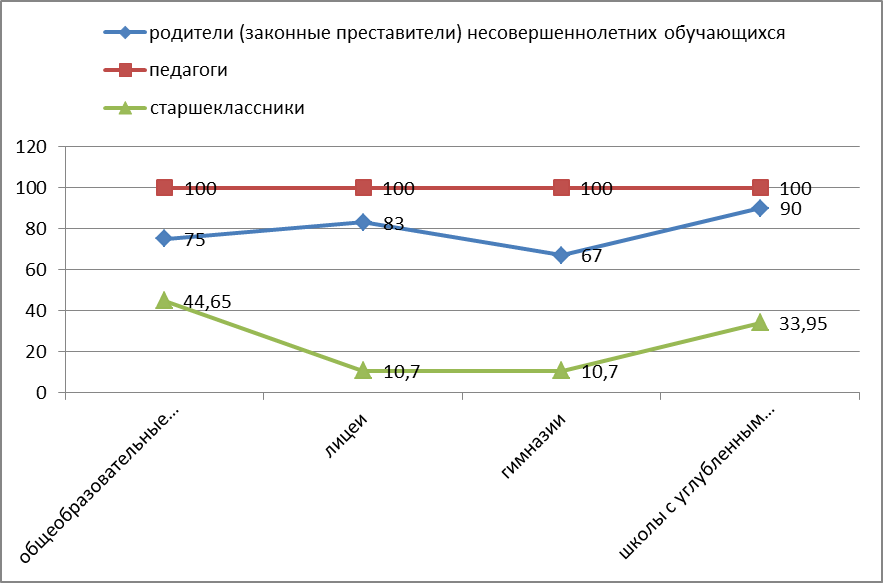 родители (законные преставители) несовершеннолетних обучающихся
педагоги
старшеклассники
120
100
80
60
40
20
0
100
100
100
100
75
83
67
90
44,65
10,7
10,7
33,95
общеобразовательные...
лицеи
гимназии
школы с углубленным...